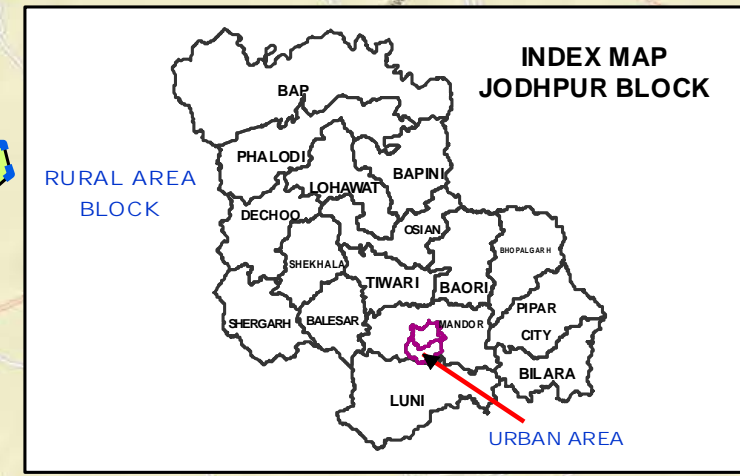 INDEX MAP
JODHPUR BLOCK
BAP
RURAL AREA
BLOCK
PHALODI
LOHAWAT
BAPINI
DECHOO
OSIAN
BHOPALGARH
SHEKHALA
TIWARI
BAORI
SHERGARH
BALESAR
MANDOR
PIPAR
CITY
BILARA
LUNI
URBAN AREA